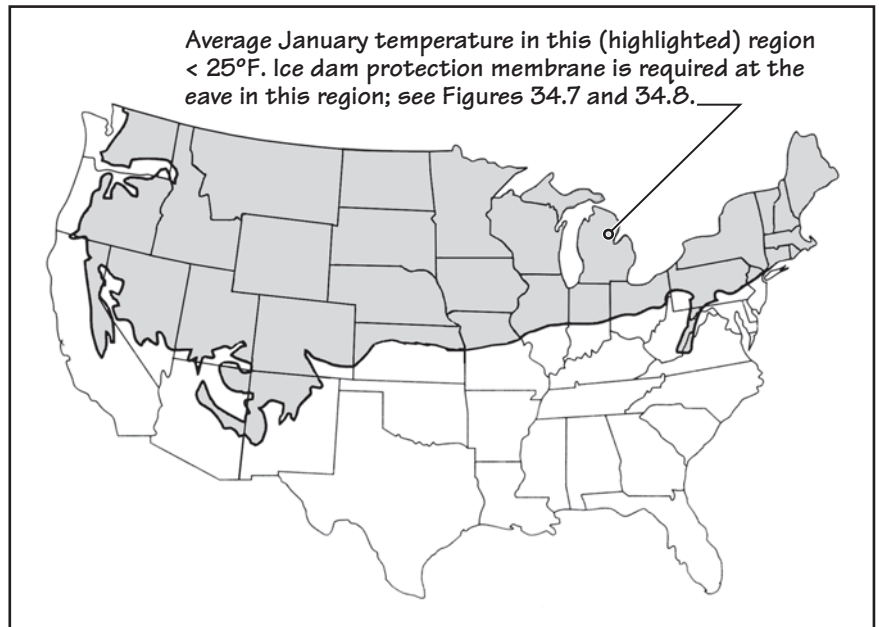 Average January temperature in this (highlighted) region
< 25°F. Ice dam protection membrane is required at the
eave in this region; see Figures 34.7 and 34.8.